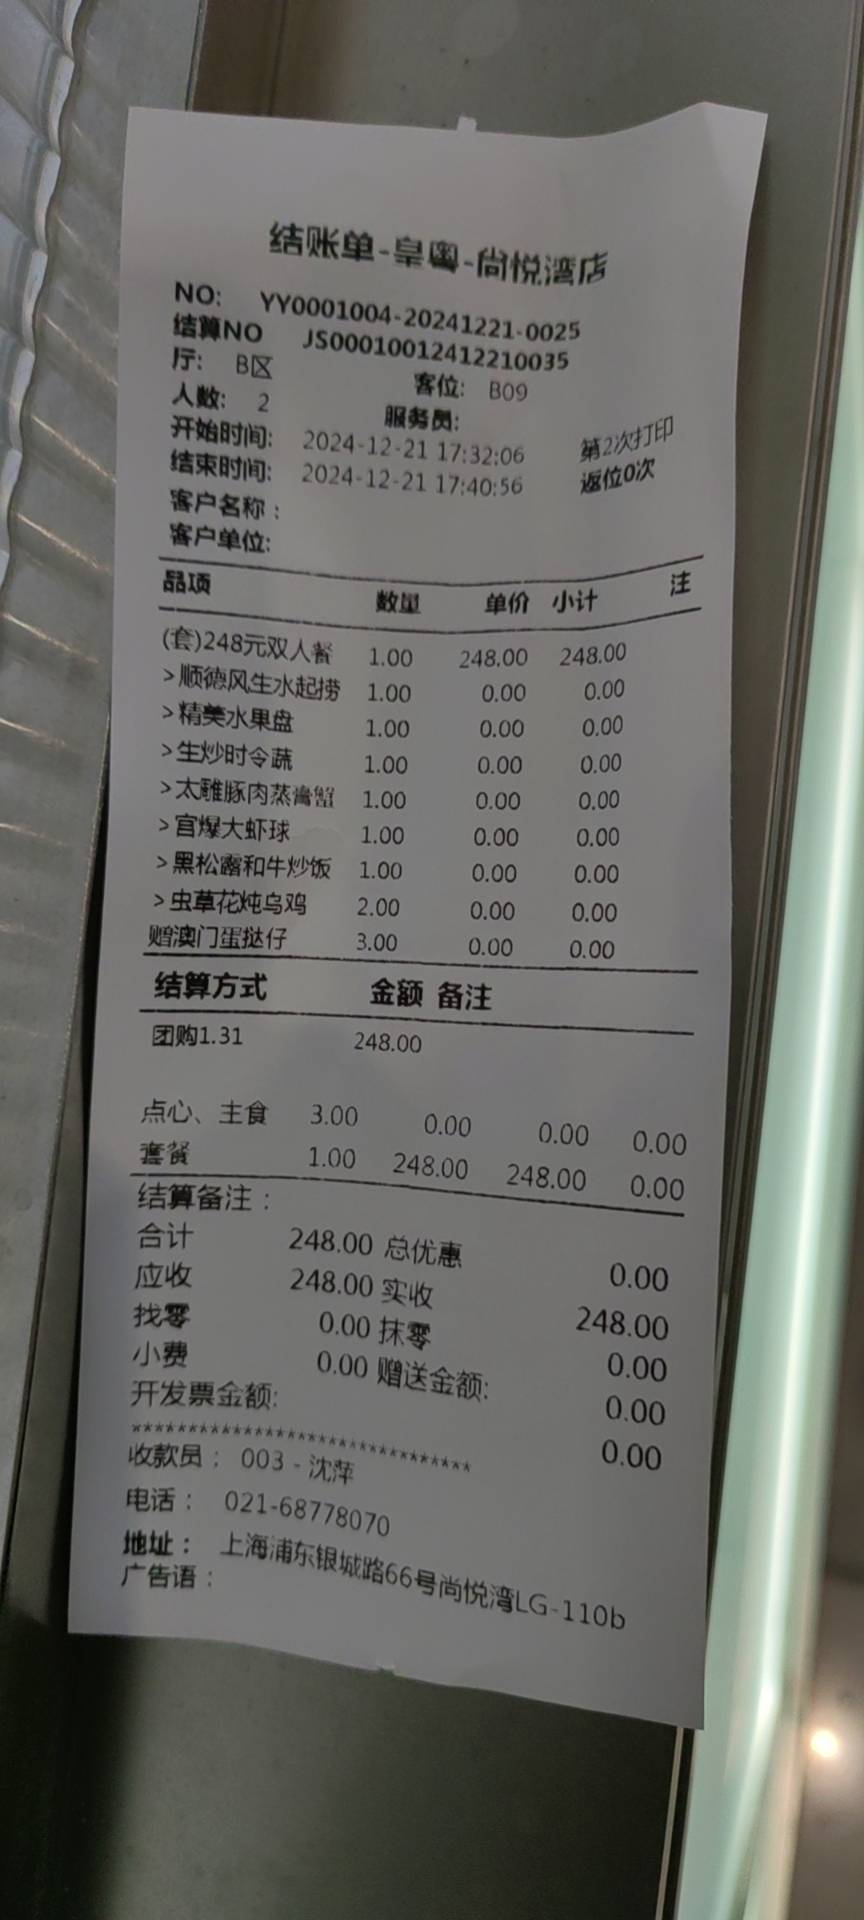 结账单-皇粤-尚悦湾店
NO: YY0001004-20241221-0025
结算NO JS00010012412210035
厅: B区 客位: B09
人数: 2 服务员:
开始时间: 2024-12-21 17:32:06 第2次打印
结束时间: 2024-12-21 17:40:56 返位0次
客户名称:
客户单位:
品项 数量 单价 小计 注
(套)248元双人餐 1.00 248.00 248.00
>顺德风生水起捞 1.00 0.00 0.00
>精美水果盘 1.00 0.00 0.00
>生炒时令蔬 1.00 0.00 0.00
>太雕豚肉蒸膏蟹 1.00 0.00 0.00
>宫爆大虾球 1.00 0.00 0.00
>黑松露和牛炒饭 1.00 0.00 0.00
>虫草花炖乌鸡 2.00 0.00 0.00
赠澳门蛋挞仔 3.00 0.00 0.00
结算方式 金额 备注
团购1.31 248.00
点心、主食 3.00 0.00 0.00 0.00
套餐 1.00 248.00 248.00 0.00
结算备注:
合计 248.00 总优惠 0.00
应收 248.00 实收 248.00
找零 0.00 抹零 0.00
小费 0.00 赠送金额: 0.00
开发票金额: 0.00
*******************************
收款员: 003 - 沈萍
电话: 021-68778070
地址: 上海浦东银城路66号尚悦湾LG-110b
广告语: